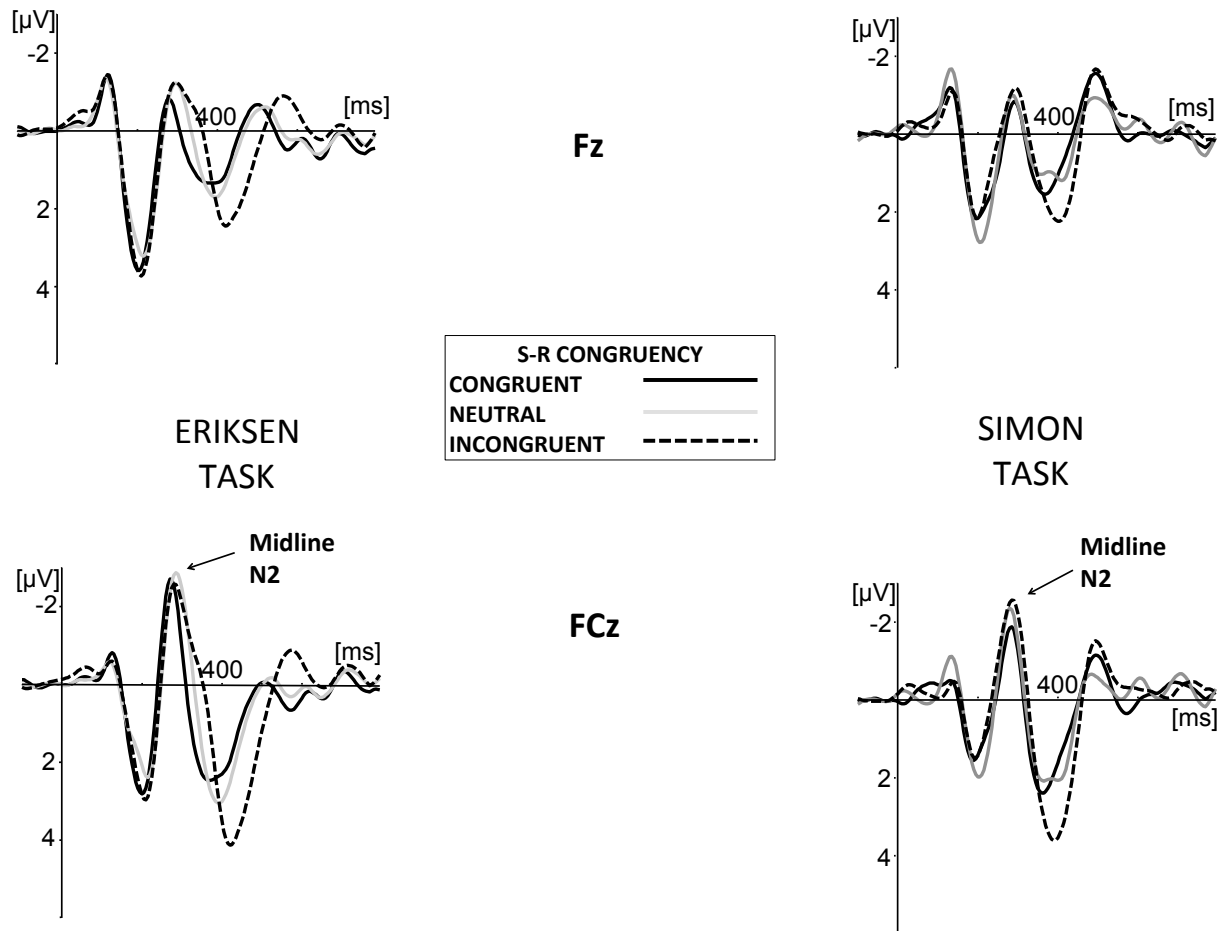 [µV]
-2
400
[ms]
2
4
Fz
[µV]
-2
400
[ms]
2
4
S-R CONGRUENCY
CONGRUENT
NEUTRAL
INCONGRUENT
ERIKSEN
TASK
SIMON
TASK
Midline
N2
[µV]
-2
400
[ms]
2
4
FCz
Midline
N2
[µV]
-2
400
[ms]
2
4